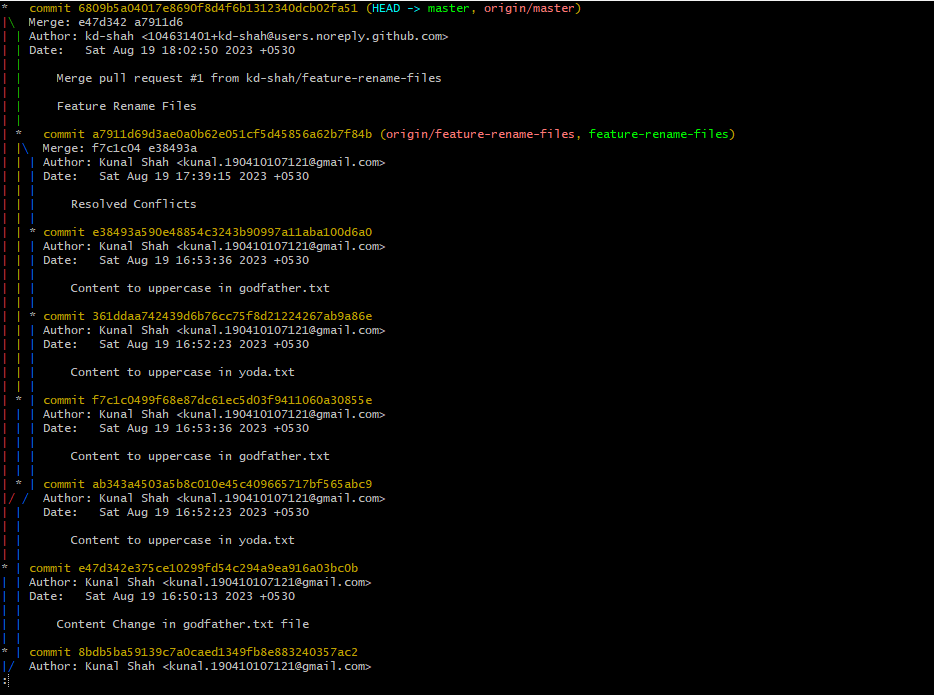 * commit 6809b5a04017e8690f8d4f6b1312340dcb02fa51 (HEAD -> master, origin/master)
|\ Merge: e47d342 a7911d6
| | Author: kd-shah <104631401+kd-shah@users.noreply.github.com>
| | Date: Sat Aug 19 18:02:50 2023 +0530
| |
| | Merge pull request #1 from kd-shah/feature-rename-files
| |
| | Feature Rename Files
| |
| * commit a7911d69d3ae0a0b62e051cf5d45856a62b7f84b (origin/feature-rename-files, feature-rename-files)
| |\ Merge: f7c1c04 e38493a
| | | Author: Kunal Shah <kunal.190410107121@gmail.com>
| | | Date: Sat Aug 19 17:39:15 2023 +0530
| | |
| | | Resolved Conflicts
| | |
| | * commit e38493a590e48854c3243b90997a11aba100d6a0
| | | Author: Kunal Shah <kunal.190410107121@gmail.com>
| | | Date: Sat Aug 19 16:53:36 2023 +0530
| | |
| | | Content to uppercase in godfather.txt
| | |
| | * commit 361ddaa742439d6b76cc75f8d21224267ab9a86e
| | | Author: Kunal Shah <kunal.190410107121@gmail.com>
| | | Date: Sat Aug 19 16:52:23 2023 +0530
| | |
| | | Content to uppercase in yoda.txt
| | |
| * | commit f7c1c0499f68e87dc61ec5d03f9411060a30855e
| | | Author: Kunal Shah <kunal.190410107121@gmail.com>
| | | Date: Sat Aug 19 16:53:36 2023 +0530
| | |
| | | Content to uppercase in godfather.txt
| | |
| * | commit ab343a4503a5b8c010e45c409665717bf565abc9
|/ / Author: Kunal Shah <kunal.190410107121@gmail.com>
| | Date: Sat Aug 19 16:52:23 2023 +0530
| |
| | Content to uppercase in yoda.txt
| |
* | commit e47d342e375ce10299fd54c294a9ea916a03bc0b
| | Author: Kunal Shah <kunal.190410107121@gmail.com>
| | Date: Sat Aug 19 16:50:13 2023 +0530
| |
| | Content Change in godfather.txt file
| |
* | commit 8bdb5ba59139c7a0caed1349fb8e883240357ac2
|/ Author: Kunal Shah <kunal.190410107121@gmail.com>
: